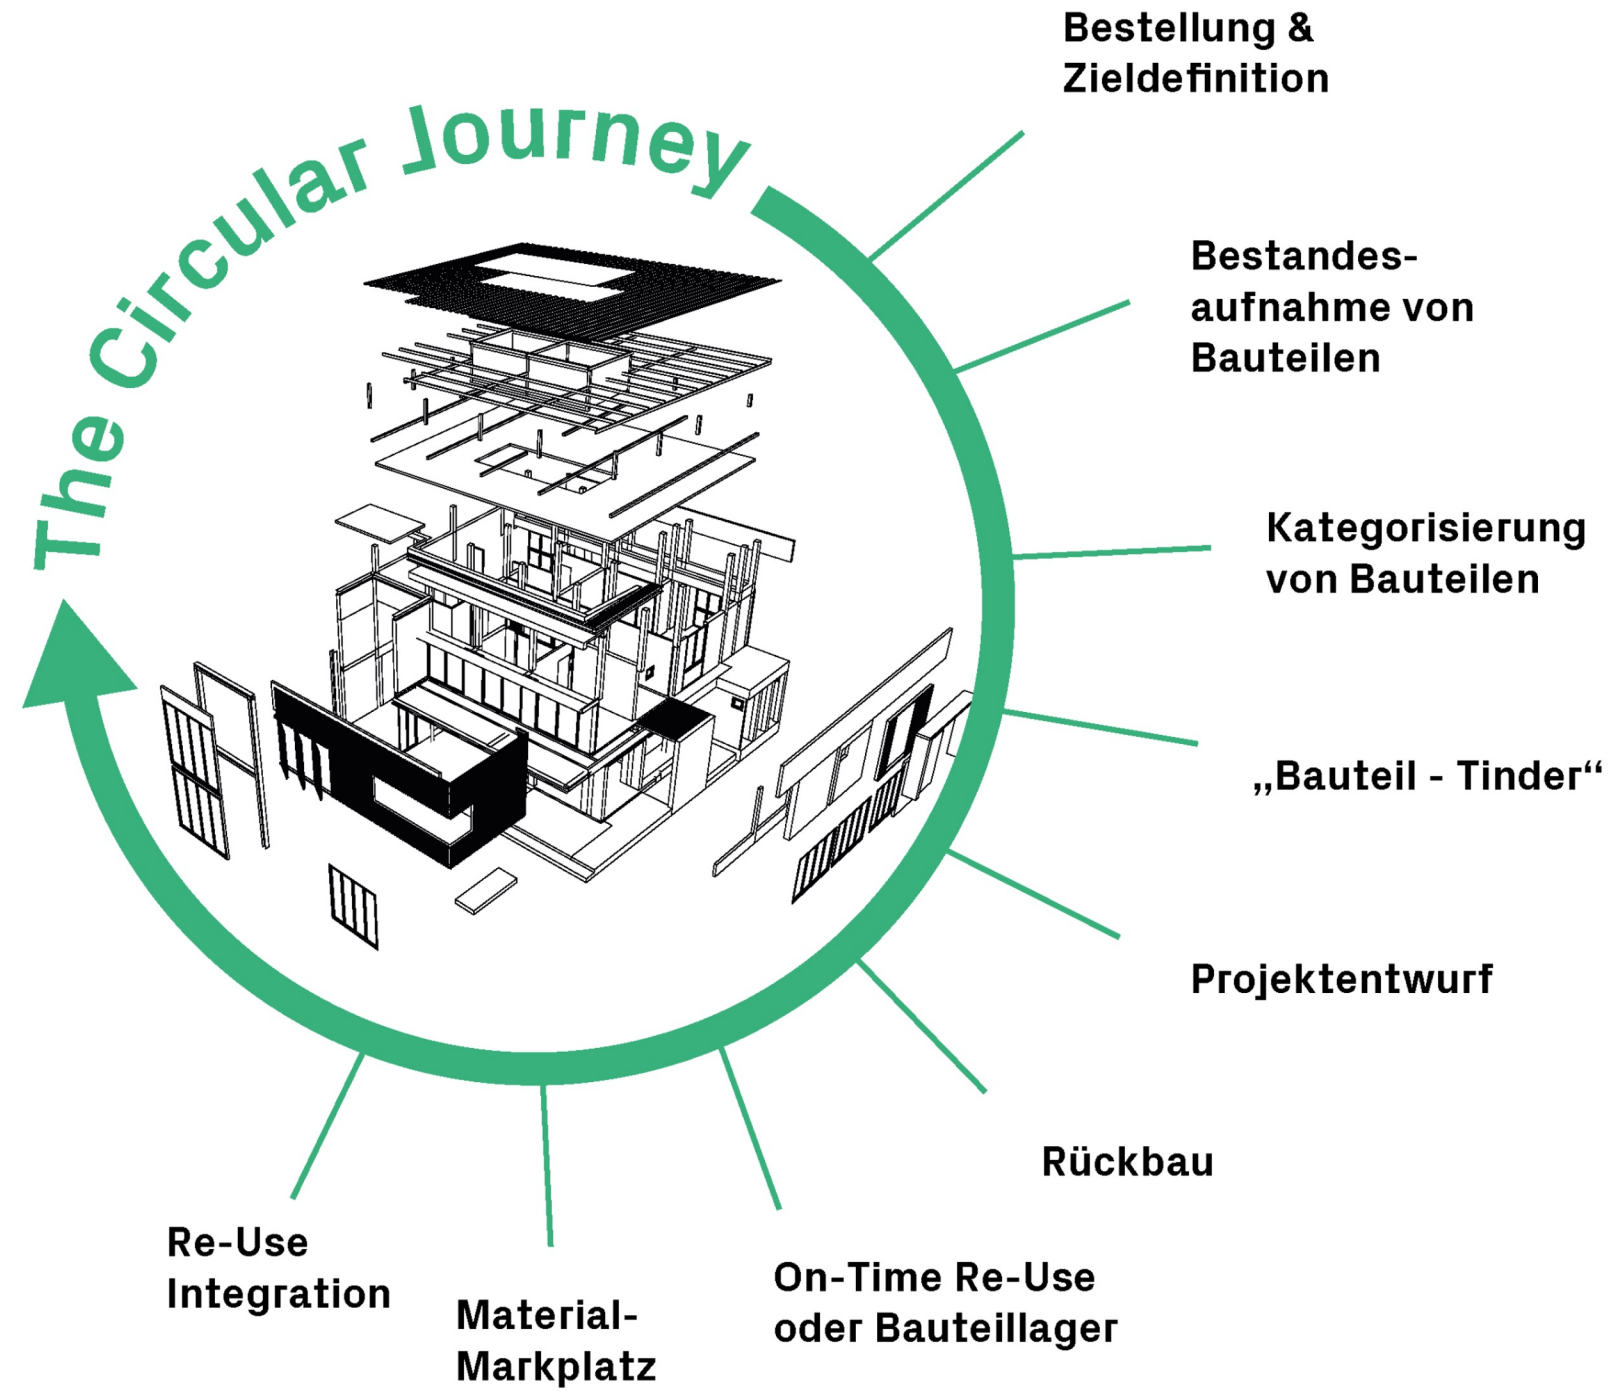 The Circular Journey
Bestellung &
Zieldefinition
Bestandes-
aufnahme von
Bauteilen
Kategorisierung
von Bauteilen
„Bauteil - Tinder“
Projektentwurf
Rückbau
On-Time Re-Use
oder Bauteillager
Material-
Markplatz
Re-Use
Integration